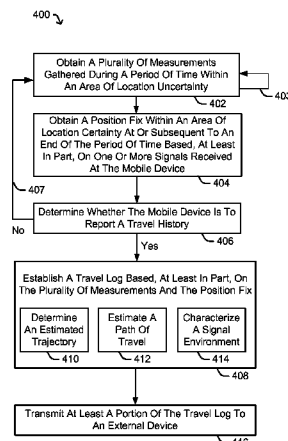 400
Obtain A Plurality Of Measurements
Gathered During A Period Of Time Within
An Area Of Location Uncertainty
402
403
Obtain A Position Fix Within An Area Of
Location Certainty At Or Subsequent To An
End Of The Period Of Time Based, At Least
In Part, On One Or More Signals Received
At The Mobile Device
404
407
Determine Whether The Mobile Device Is To
Report A Travel History
406
No
Yes
Establish A Travel Log Based, At Least In Part, On
The Plurality Of Measurements And The Position Fix
Determine
An Estimated
Trajectory
410
Estimate A
Path Of
Travel
412
Characterize
A Signal
Environment
414
408
Transmit At Least A Portion Of The Travel Log To
An External Device